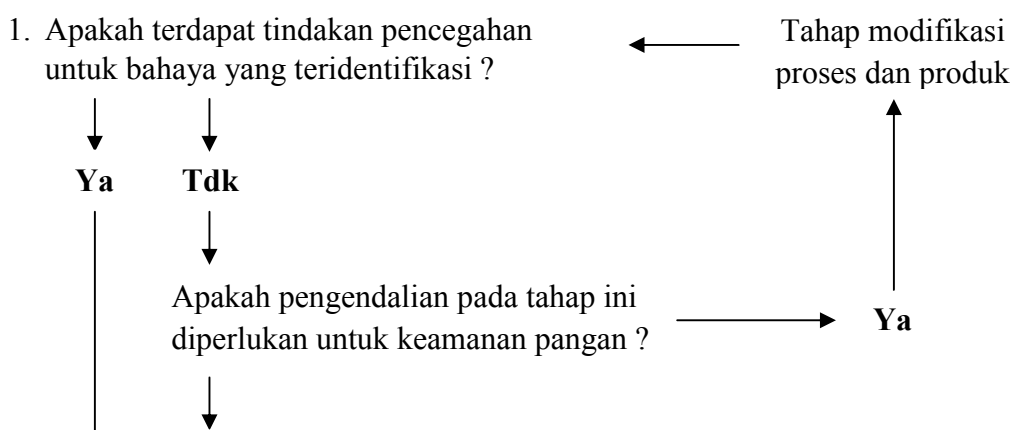 1. Apakah terdapat tindakan pencegahan
untuk bahaya yang teridentifikasi ?
Tahap modifikasi
proses dan produk
Ya
Tdk
Apakah pengendalian pada tahap ini
diperlukan untuk keamanan pangan ?
Ya